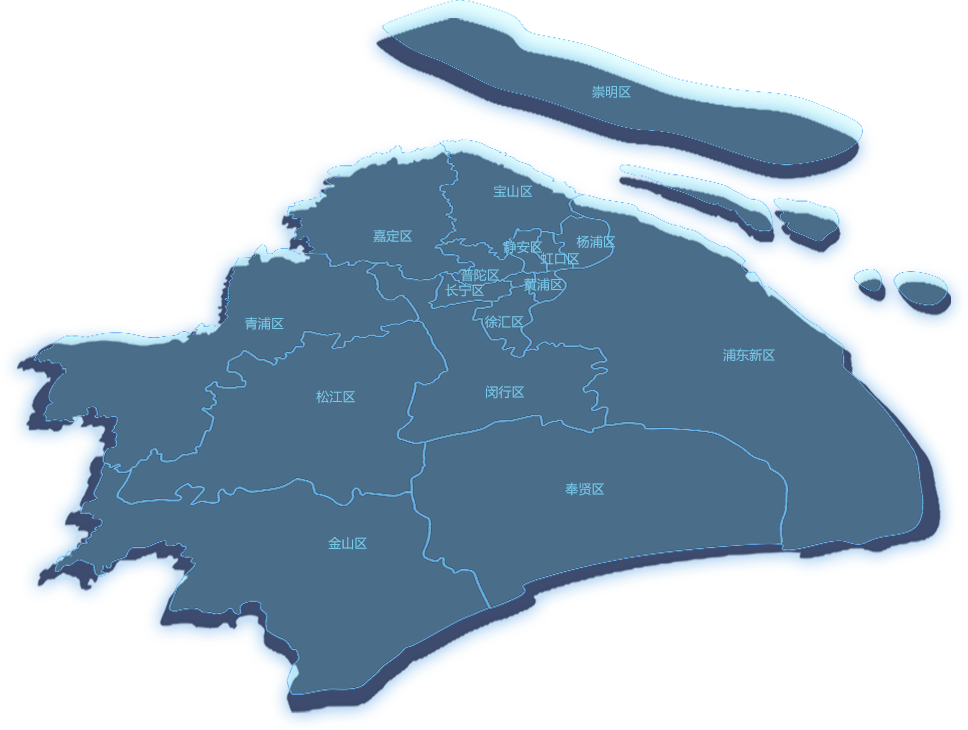 崇明区
宝山区
嘉定区
杨浦区
静安区
虹口区
普陀区
黄浦区
长宁区
徐汇区
青浦区
浦东新区
闵行区
松江区
奉贤区
金山区